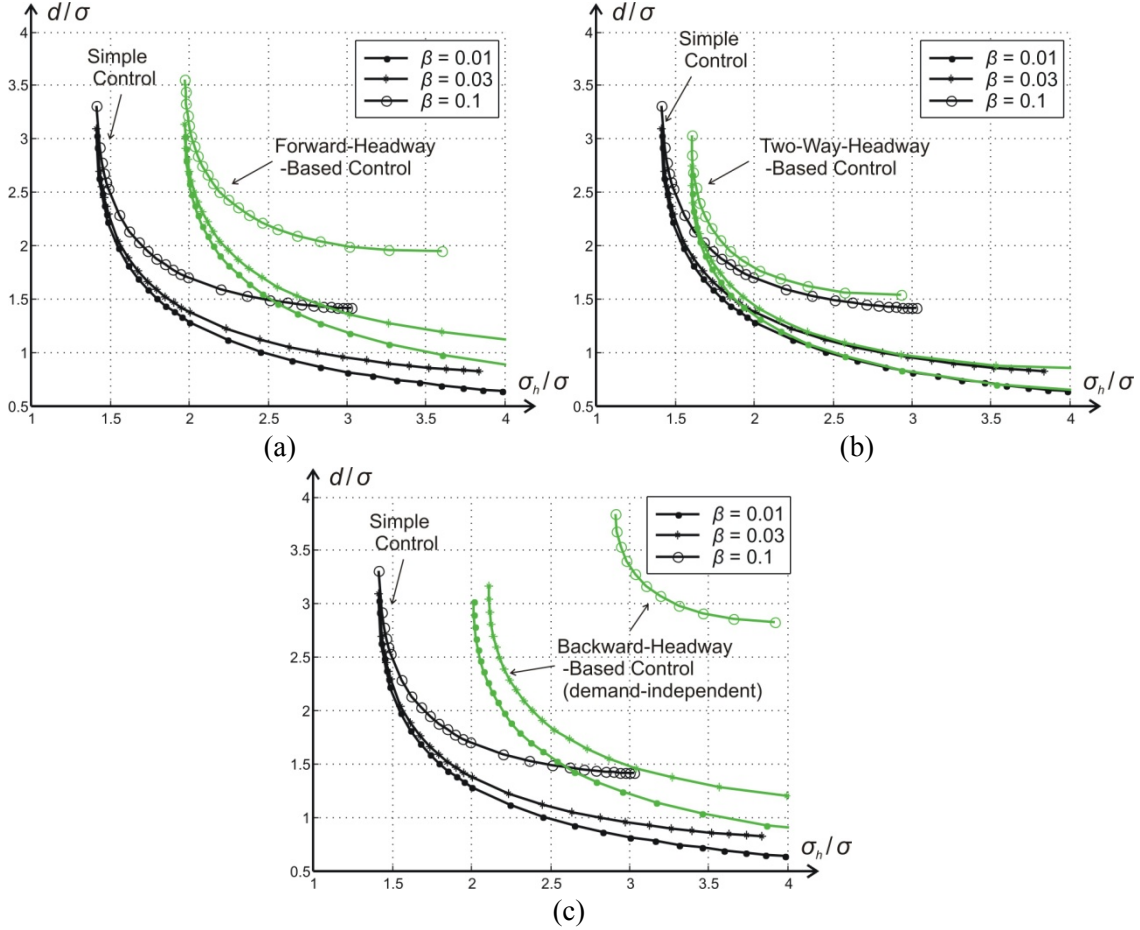 d/σ
4
3.5
3
2.5
2
1.5
1
0.5
1
1.5
2
2.5
3
3.5
4
σh/σ
Simple
Control
β = 0.01
β = 0.03
β = 0.1
Forward-Headway
-Based Control
(a)
d/σ
4
3.5
3
2.5
2
1.5
1
0.5
1
1.5
2
2.5
3
3.5
4
σh/σ
Simple
Control
β = 0.01
β = 0.03
β = 0.1
Two-Way-Headway
-Based Control
(b)
d/σ
4
3.5
3
2.5
2
1.5
1
0.5
1
1.5
2
2.5
3
3.5
4
σh/σ
Simple
Control
β = 0.01
β = 0.03
β = 0.1
Backward-Headway
-Based Control
(demand-independent)
(c)